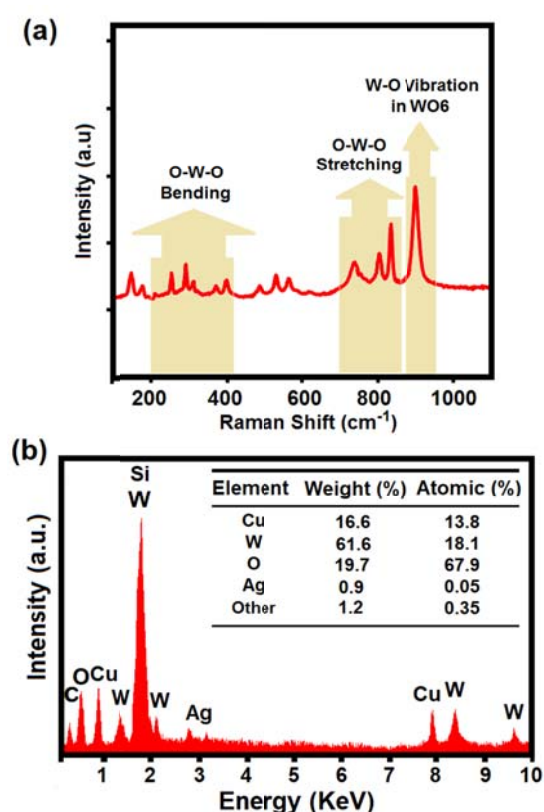 (a)
W-O Vibration
in WO6
O-W-O
Stretching
O-W-O
Bending
Intensity (a.u)
200 400 600 800 1000
Raman Shift (cm-1)
(b)
Si
W
Element Weight (%) Atomic (%)
Cu 16.6 13.8
W 61.6 18.1
O 19.7 67.9
Ag 0.9 0.05
Other 1.2 0.35
Intensity (a.u.)
C O Cu W W Ag Cu W W
1 2 3 4 5 6 7 8 9 10
Energy (KeV)